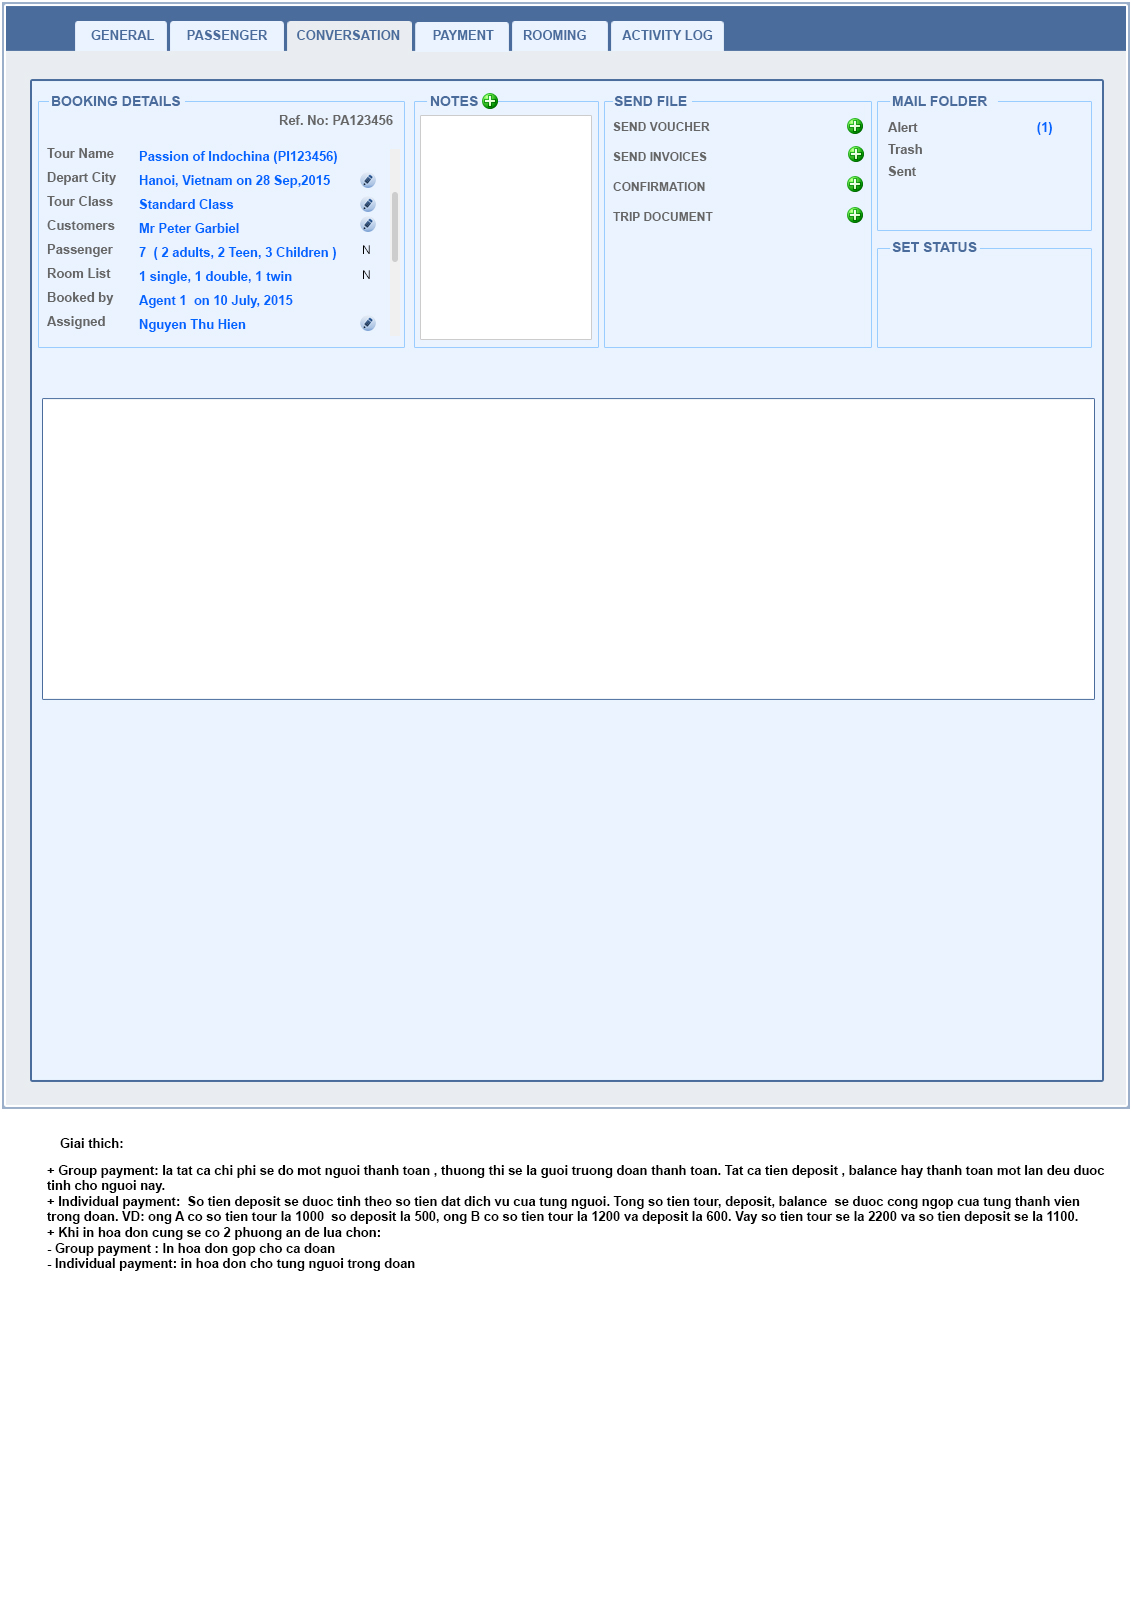 GENERAL PASSENGER CONVERSATION PAYMENT ROOMING ACTIVITY LOG
BOOKING DETAILS
Ref. No: PA123456
Tour Name Passion of Indochina (PI123456)
Depart City Hanoi, Vietnam on 28 Sep,2015
Tour Class Standard Class
Customers Mr Peter Garbiel
Passenger 7 ( 2 adults, 2 Teen, 3 Children ) N
Room List 1 single, 1 double, 1 twin N
Booked by Agent 1 on 10 July, 2015
Assigned Nguyen Thu Hien
NOTES
SEND FILE
SEND VOUCHER
SEND INVOICES
CONFIRMATION
TRIP DOCUMENT
MAIL FOLDER
Alert (1)
Trash
Sent
SET STATUS
Giai thich:
+ Group payment: la tat ca chi phi se do mot nguoi thanh toan , thuong thi se la guoi truong doan thanh toan. Tat ca tien deposit , balance hay thanh toan mot lan deu duoc
tinh cho nguoi nay.
+ Individual payment: So tien deposit se duoc tinh theo so tien dat dich vu cua tung nguoi. Tong so tien tour, deposit, balance se duoc cong ngop cua tung thanh vien
trong doan. VD: ong A co so tien tour la 1000 so deposit la 500, ong B co so tien tour la 1200 va deposit la 600. Vay so tien tour se la 2200 va so tien deposit se la 1100.
+ Khi in hoa don cung se co 2 phuong an de lua chon:
- Group payment : In hoa don gop cho ca doan
- Individual payment: in hoa don cho tung nguoi trong doan